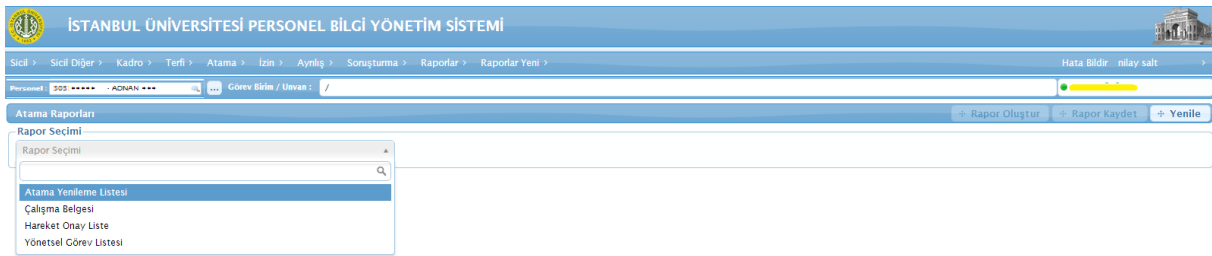 İSTANBUL ÜNİVERSİTESİ PERSONEL BİLGİ YÖNETİM SİSTEMİ
Sicil > Sicil Diğer > Kadro > Terfi > Atama > İzin > Ayrılış > Soruşturma > Raporlar > Raporlar Yeni > Hata Bildir nilay salt >
Personel : 505. ***** - ADNAN *** ... Görev Birim / Unvan : /
Atama Raporları Rapor Oluştur Rapor Kaydet Yenile
Rapor Seçimi
Rapor Seçimi
Atama Yenileme Listesi
Çalışma Belgesi
Hareket Onay Liste
Yönetsel Görev Listesi